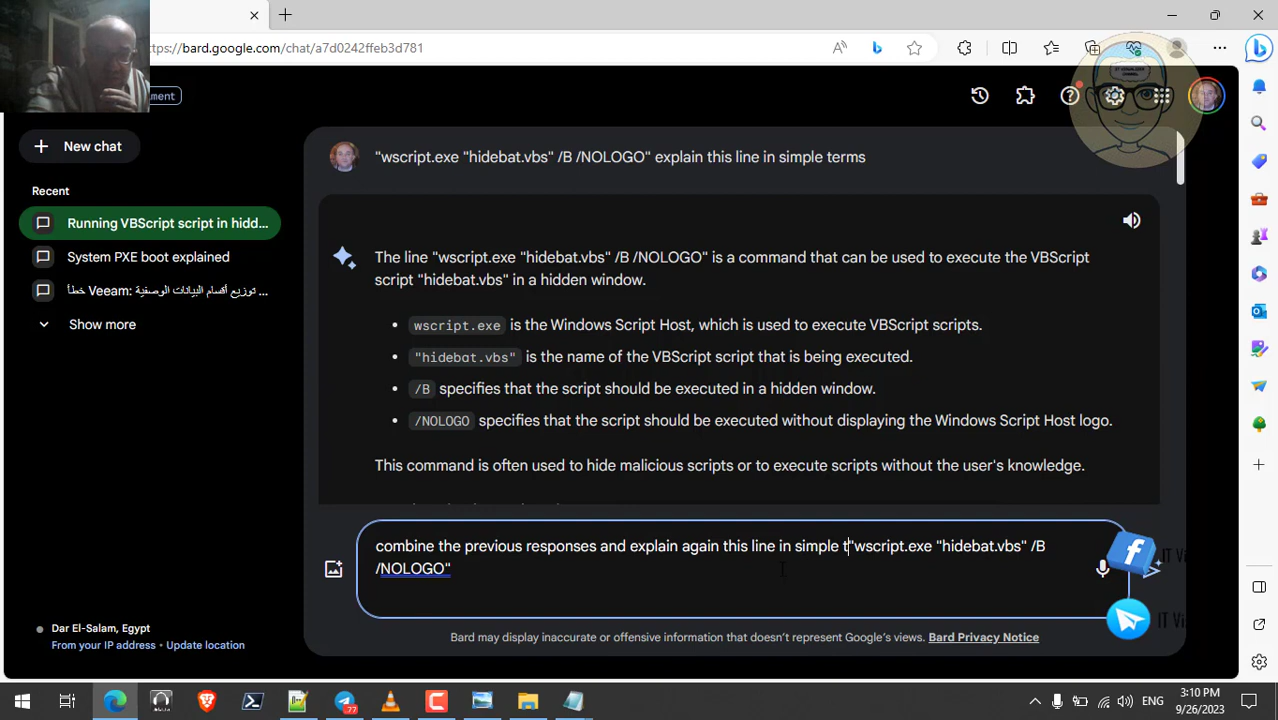 ttps://bard.google.com/chat/a7d0242ffeb3d781
ment
New chat
Recent
Running VBScript script in hidd...
System PXE boot explained
خطأ Veeam: توزيع أقسام البيانات الوصفية ...
Show more
Dar El-Salam, Egypt
From your IP address • Update location
"wscript.exe "hidebat.vbs" /B /NOLOGO" explain this line in simple terms
The line "wscript.exe "hidebat.vbs" /B /NOLOGO" is a command that can be used to execute the VBScript
script "hidebat.vbs" in a hidden window.
• wscript.exe is the Windows Script Host, which is used to execute VBScript scripts.
• "hidebat.vbs" is the name of the VBScript script that is being executed.
• /B specifies that the script should be executed in a hidden window.
• /NOLOGO specifies that the script should be executed without displaying the Windows Script Host logo.
This command is often used to hide malicious scripts or to execute scripts without the user's knowledge.
combine the previous responses and explain again this line in simple t"wscript.exe "hidebat.vbs" /B
/NOLOGO"
IT Vi
IT Vi
Bard may display inaccurate or offensive information that doesn't represent Google's views. Bard Privacy Notice
77
ENG
3:10 PM
9/26/2023